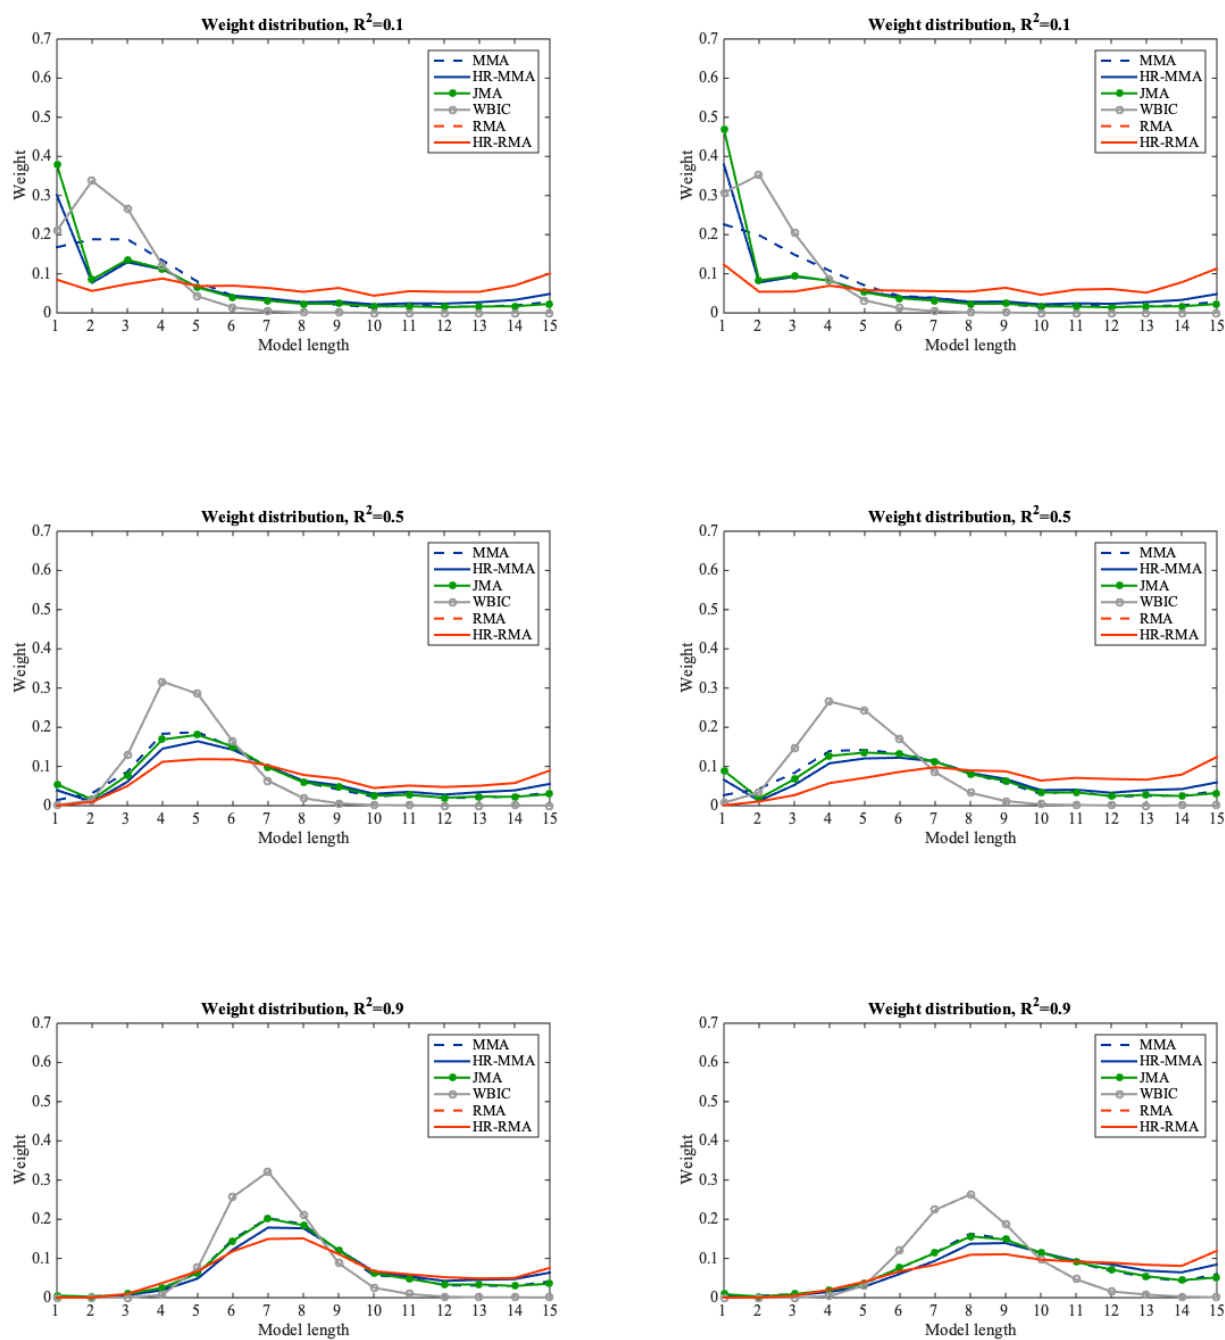 Weight distribution, R²=0.1
0.7
0.6
0.5
0.4
0.3
0.2
0.1
0
Weight
MMA
HR-MMA
JMA
WBIC
RMA
HR-RMA
1 2 3 4 5 6 7 8 9 10 11 12 13 14 15
Model length
Weight distribution, R²=0.1
0.7
0.6
0.5
0.4
0.3
0.2
0.1
0
Weight
MMA
HR-MMA
JMA
WBIC
RMA
HR-RMA
1 2 3 4 5 6 7 8 9 10 11 12 13 14 15
Model length
Weight distribution, R²=0.5
0.7
0.6
0.5
0.4
0.3
0.2
0.1
0
Weight
MMA
HR-MMA
JMA
WBIC
RMA
HR-RMA
1 2 3 4 5 6 7 8 9 10 11 12 13 14 15
Model length
Weight distribution, R²=0.5
0.7
0.6
0.5
0.4
0.3
0.2
0.1
0
Weight
MMA
HR-MMA
JMA
WBIC
RMA
HR-RMA
1 2 3 4 5 6 7 8 9 10 11 12 13 14 15
Model length
Weight distribution, R²=0.9
0.7
0.6
0.5
0.4
0.3
0.2
0.1
0
Weight
MMA
HR-MMA
JMA
WBIC
RMA
HR-RMA
1 2 3 4 5 6 7 8 9 10 11 12 13 14 15
Model length
Weight distribution, R²=0.9
0.7
0.6
0.5
0.4
0.3
0.2
0.1
0
Weight
MMA
HR-MMA
JMA
WBIC
RMA
HR-RMA
1 2 3 4 5 6 7 8 9 10 11 12 13 14 15
Model length